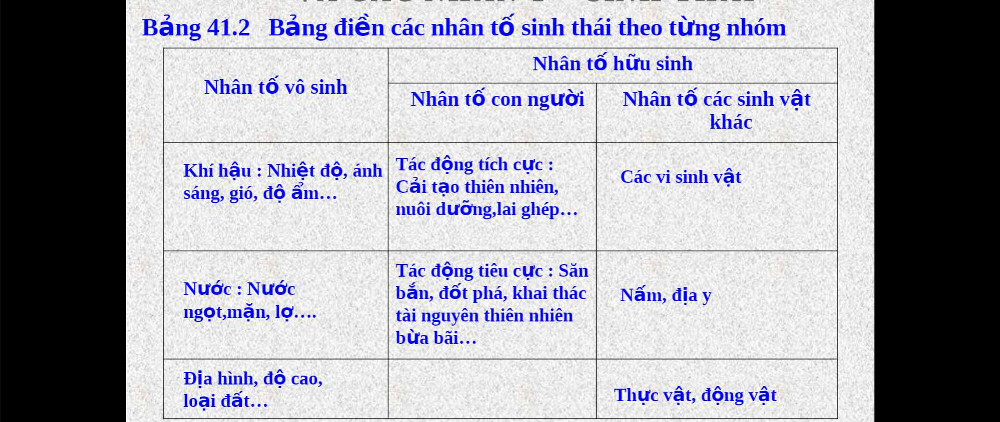 Bảng 41.2 Bảng điền các nhân tố sinh thái theo từng nhóm
Nhân tố vô sinh
Nhân tố hữu sinh
Nhân tố con người
Nhân tố các sinh vật
khác
Khí hậu : Nhiệt độ, ánh
sáng, gió, độ ẩm…
Tác động tích cực :
Cải tạo thiên nhiên,
nuôi dưỡng,lai ghép…
Các vi sinh vật
Nước : Nước
ngọt,mặn, lợ….
Tác động tiêu cực : Săn
bắn, đốt phá, khai thác
tài nguyên thiên nhiên
bừa bãi…
Nấm, địa y
Địa hình, độ cao,
loại đất…
Thực vật, động vật